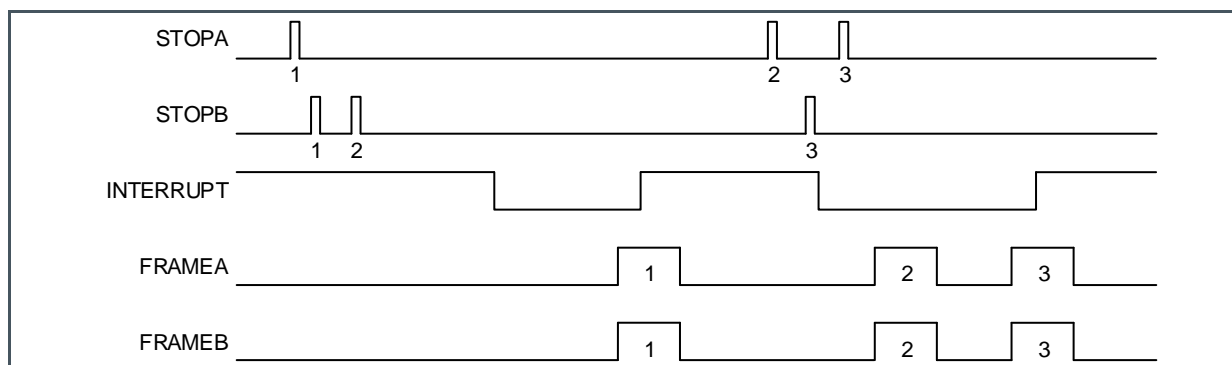 STOPA
1 2 3
STOPB
1 2 3
INTERRUPT
FRAMEA 1 2 3
FRAMEB 1 2 3